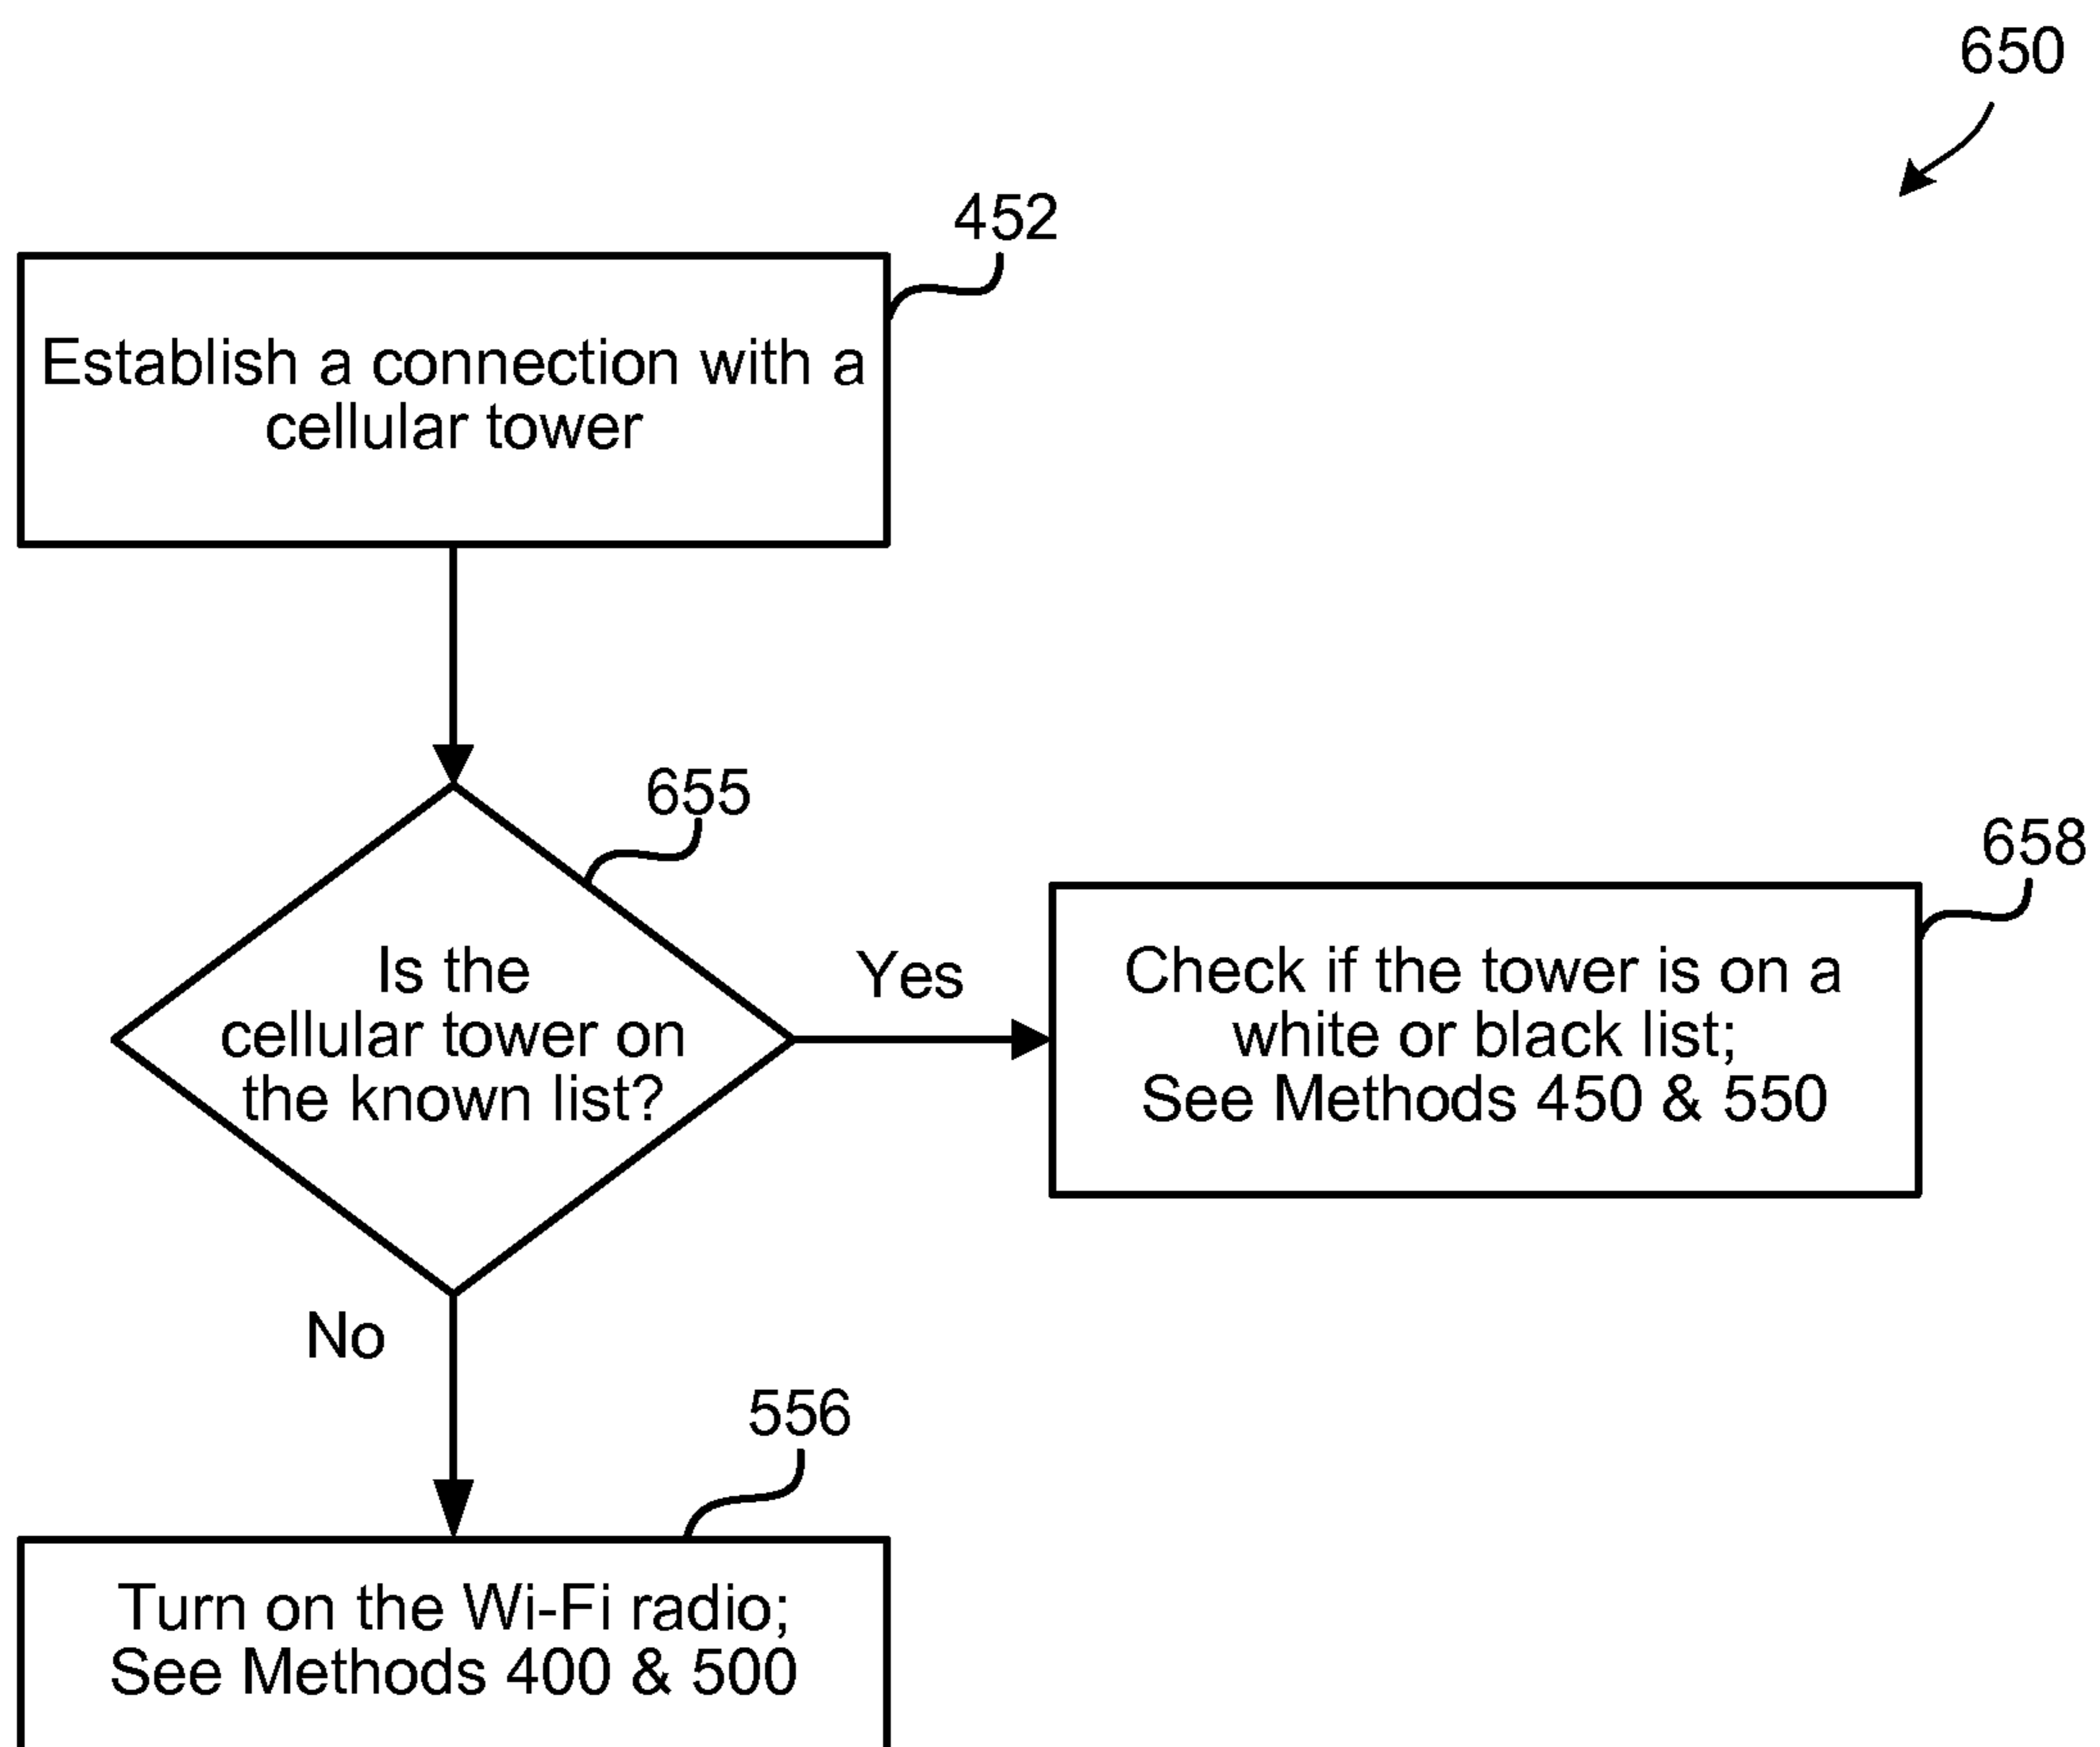 650
452
Establish a connection with a
cellular tower
655
Is the
cellular tower on
the known list?
Yes
658
Check if the tower is on a
white or black list;
See Methods 450 & 550
No
556
Turn on the Wi-Fi radio;
See Methods 400 & 500